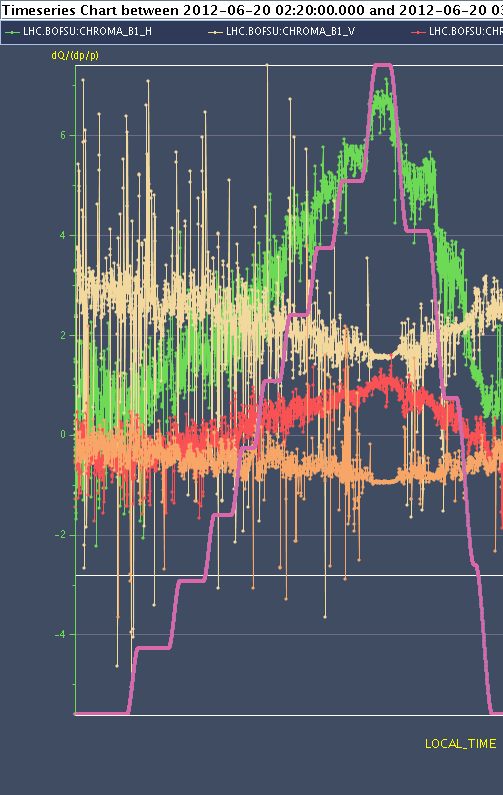 Timeseries Chart between 2012-06-20 02:20:00.000 and 2012-06-20 03
LHC.BOFSU:CHROMA_B1_H LHC.BOFSU:CHROMA_B1_V LHC.BOFSU:CHR
dQ/(dp/p)
6
4
2
0
-2
-4
LOCAL_TIME